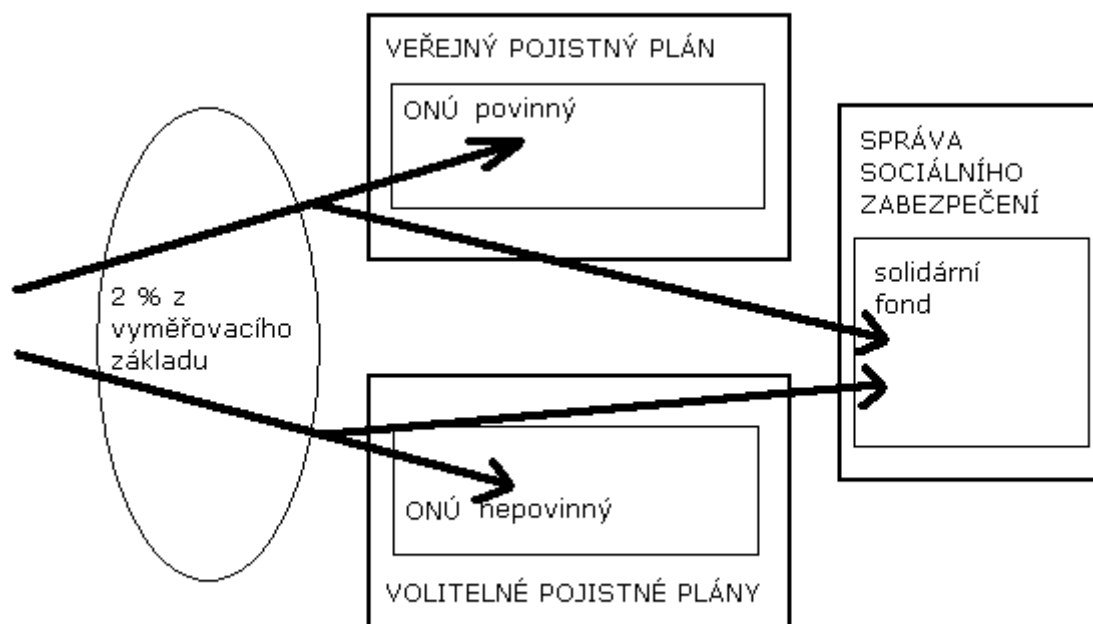 VEŘEJNÝ POJISTNÝ PLÁN
ONÚ povinný
2 % z
vyměřovacího
základu
SPRÁVA
SOCIÁLNÍHO
ZABEZPEČENÍ
solidární
fond
ONÚ nepovinný
VOLITELNÉ POJISTNÉ PLÁNY